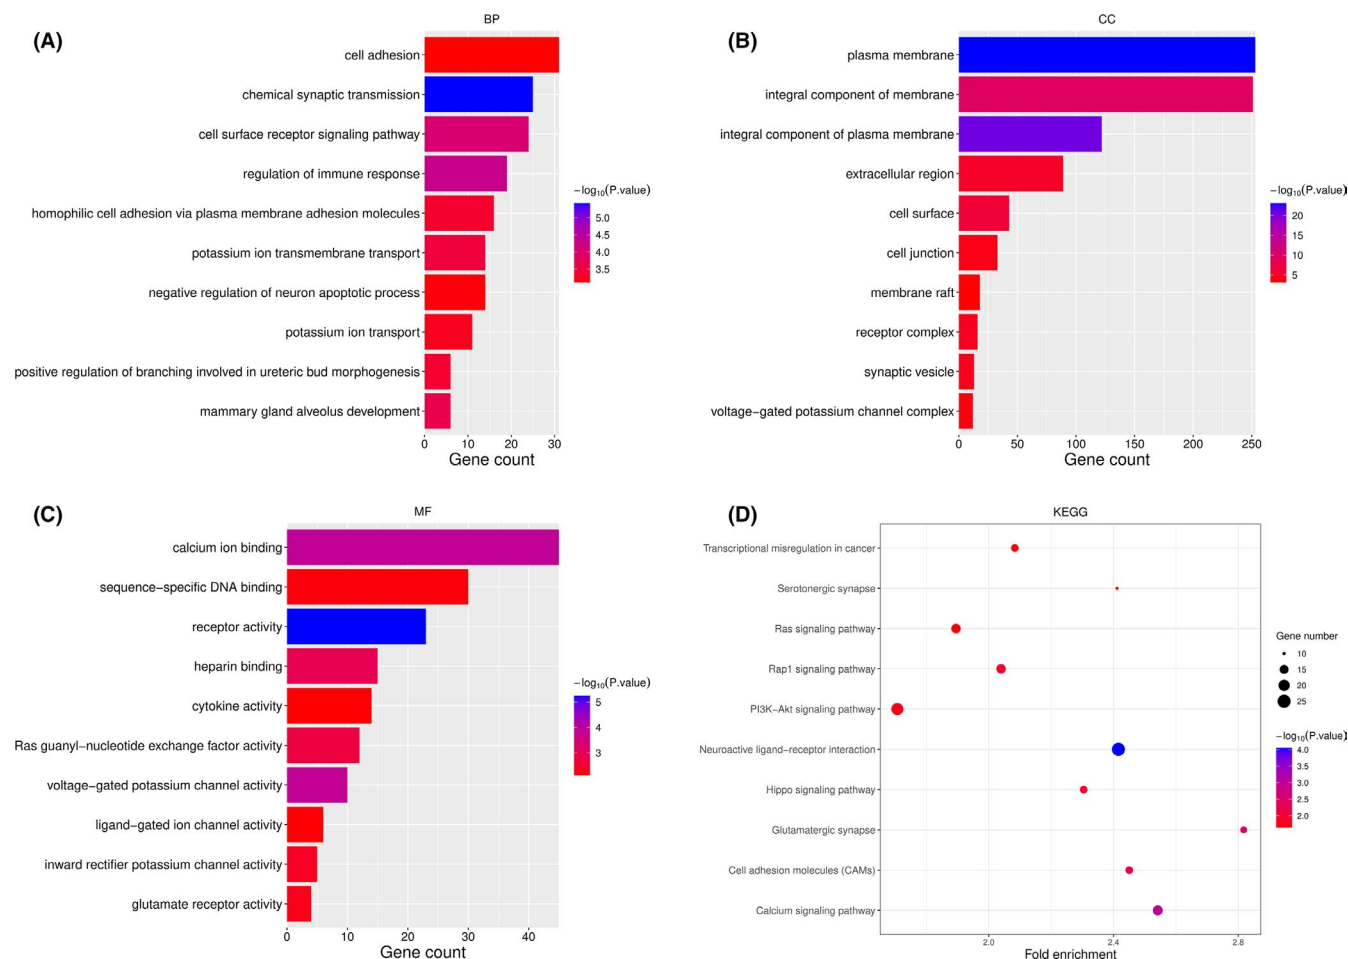 (A)
BP
cell adhesion
chemical synaptic transmission
cell surface receptor signaling pathway
regulation of immune response
homophilic cell adhesion via plasma membrane adhesion molecules
potassium ion transmembrane transport
negative regulation of neuron apoptotic process
potassium ion transport
positive regulation of branching involved in ureteric bud morphogenesis
mammary gland alveolus development
0 10 20 30
Gene count
−log10(P.value)
5.0
4.5
4.0
3.5
(B)
CC
plasma membrane
integral component of membrane
integral component of plasma membrane
extracellular region
cell surface
cell junction
membrane raft
receptor complex
synaptic vesicle
voltage−gated potassium channel complex
0 50 100 150 200 250
Gene count
−log10(P.value)
20
15
10
5
(C)
MF
calcium ion binding
sequence−specific DNA binding
receptor activity
heparin binding
cytokine activity
Ras guanyl−nucleotide exchange factor activity
voltage−gated potassium channel activity
ligand−gated ion channel activity
inward rectifier potassium channel activity
glutamate receptor activity
0 10 20 30 40
Gene count
−log10(P.value)
5
4
3
(D)
KEGG
Transcriptional misregulation in cancer
Serotonergic synapse
Ras signaling pathway
Rap1 signaling pathway
PI3K−Akt signaling pathway
Neuroactive ligand−receptor interaction
Hippo signaling pathway
Glutamatergic synapse
Cell adhesion molecules (CAMs)
Calcium signaling pathway
2.0 2.4 2.8
Fold enrichment
Gene number
10
15
20
25
−log10(P.value)
4.0
3.5
3.0
2.5
2.0